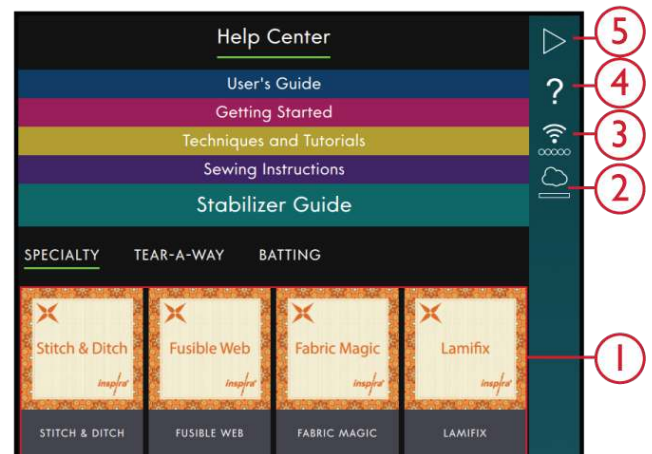 Help Center
User's Guide
Getting Started
Techniques and Tutorials
Sewing Instructions
Stabilizer Guide
SPECIALTY TEAR-A-WAY BATTING
Stitch & Ditch Fusible Web Fabric Magic Lamifix
inspira inspira inspira inspira
STITCH & DITCH FUSIBLE WEB FABRIC MAGIC LAMIFIX
?
5
4
3
2
1